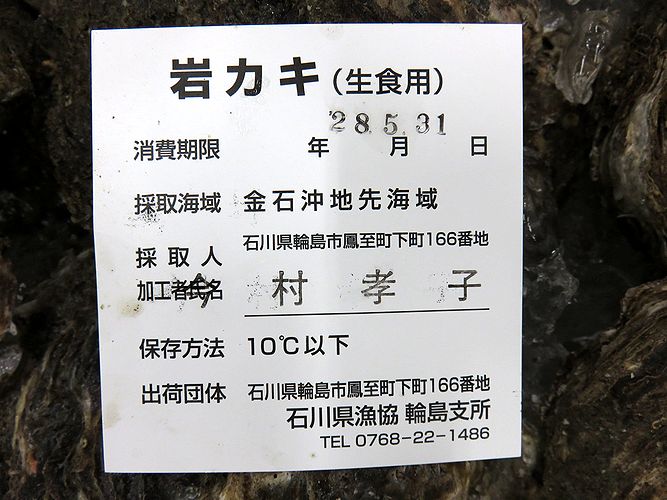 岩カキ(生食用)
28.5.31
消費期限 年 月 日
採取海域 金石沖地先海域
石川県輪島市鳳至町下町166番地
採取人
加工者氏名 今村孝子
保存方法 10℃以下
出荷団体 石川県輪島市鳳至町下町166番地
石川県漁協 輪島支所
TEL 0768-22-1486